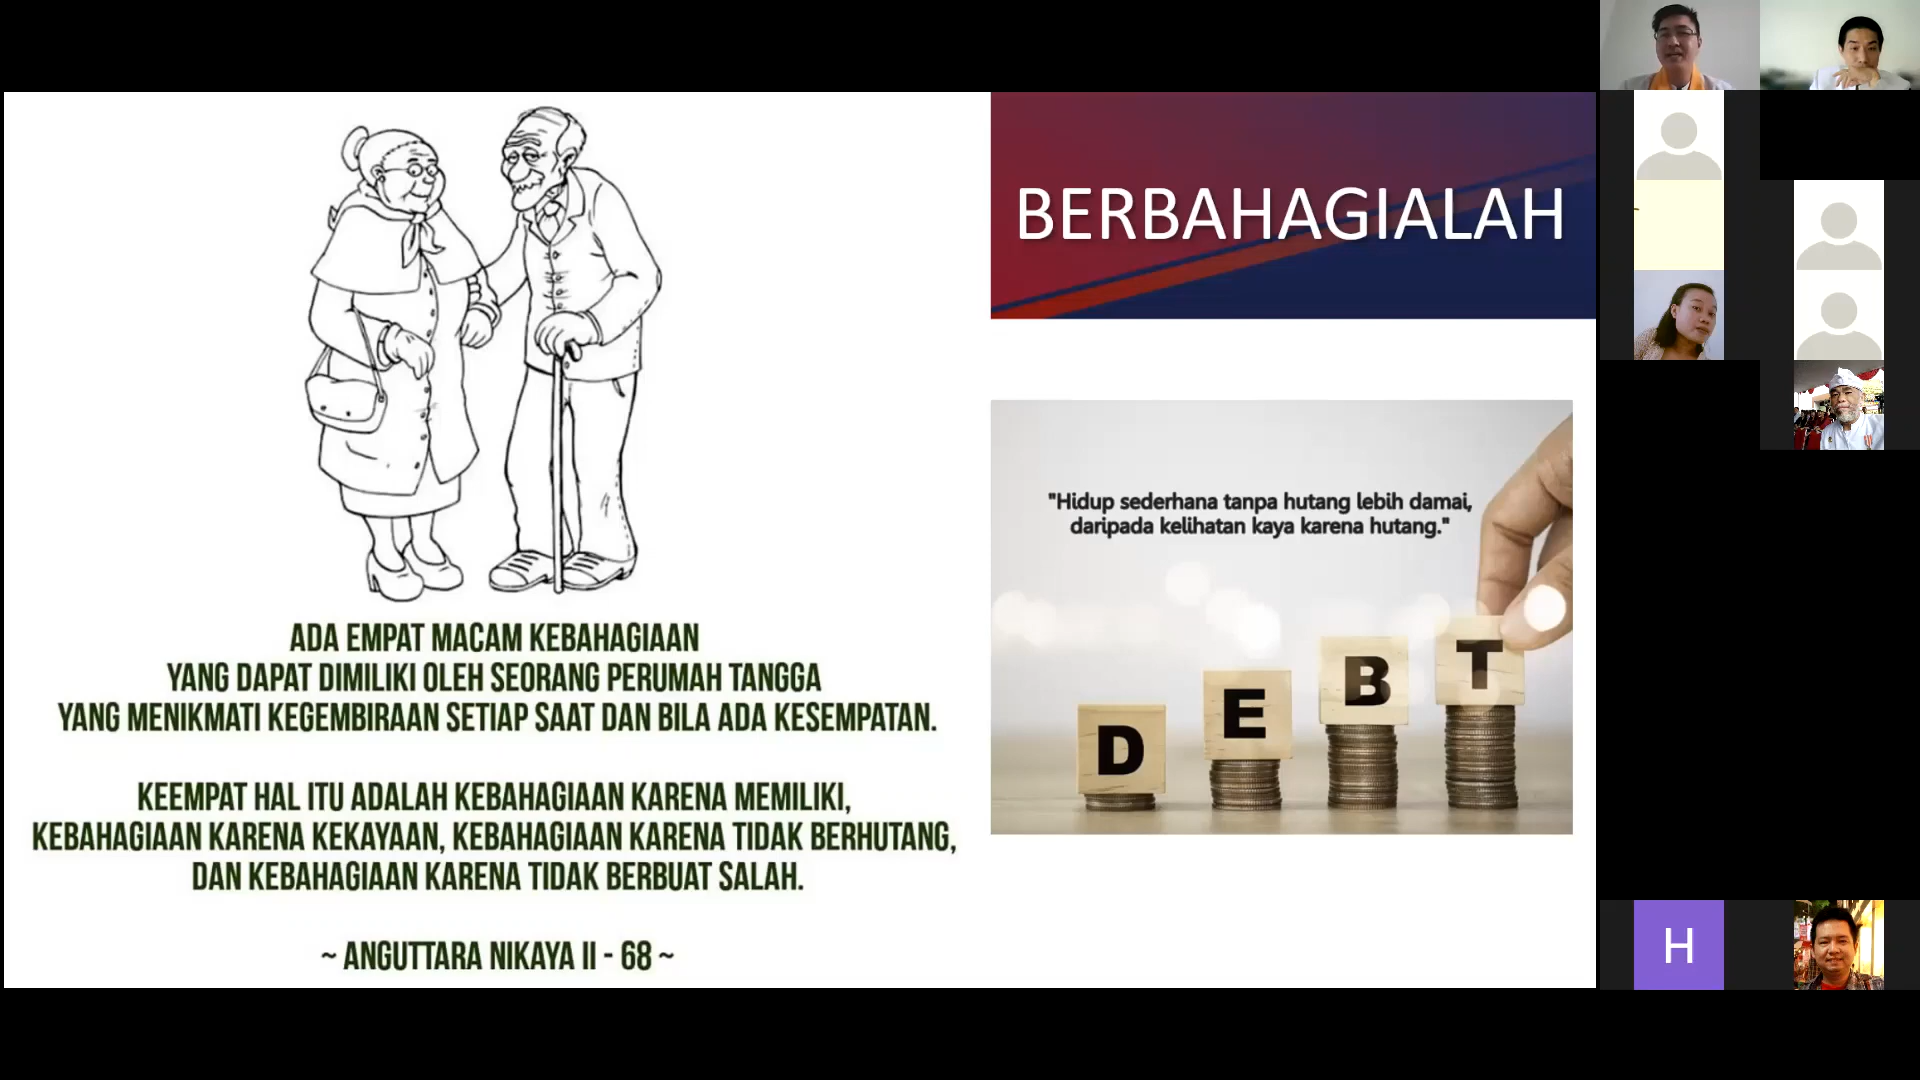 ADA EMPAT MACAM KEBAHAGIAAN
YANG DAPAT DIMILIKI OLEH SEORANG PERUMAH TANGGA
YANG MENIKMATI KEGEMBIRAAN SETIAP SAAT DAN BILA ADA KESEMPATAN.
KEEMPAT HAL ITU ADALAH KEBAHAGIAAN KARENA MEMILIKI,
KEBAHAGIAAN KARENA KEKAYAAN, KEBAHAGIAAN KARENA TIDAK BERHUTANG,
DAN KEBAHAGIAAN KARENA TIDAK BERBUAT SALAH.
~ ANGUTTARA NIKAYA II - 68 ~
BERBAHAGIALAH
"Hidup sederhana tanpa hutang lebih damai,
daripada kelihatan kaya karena hutang."
D E B T
H